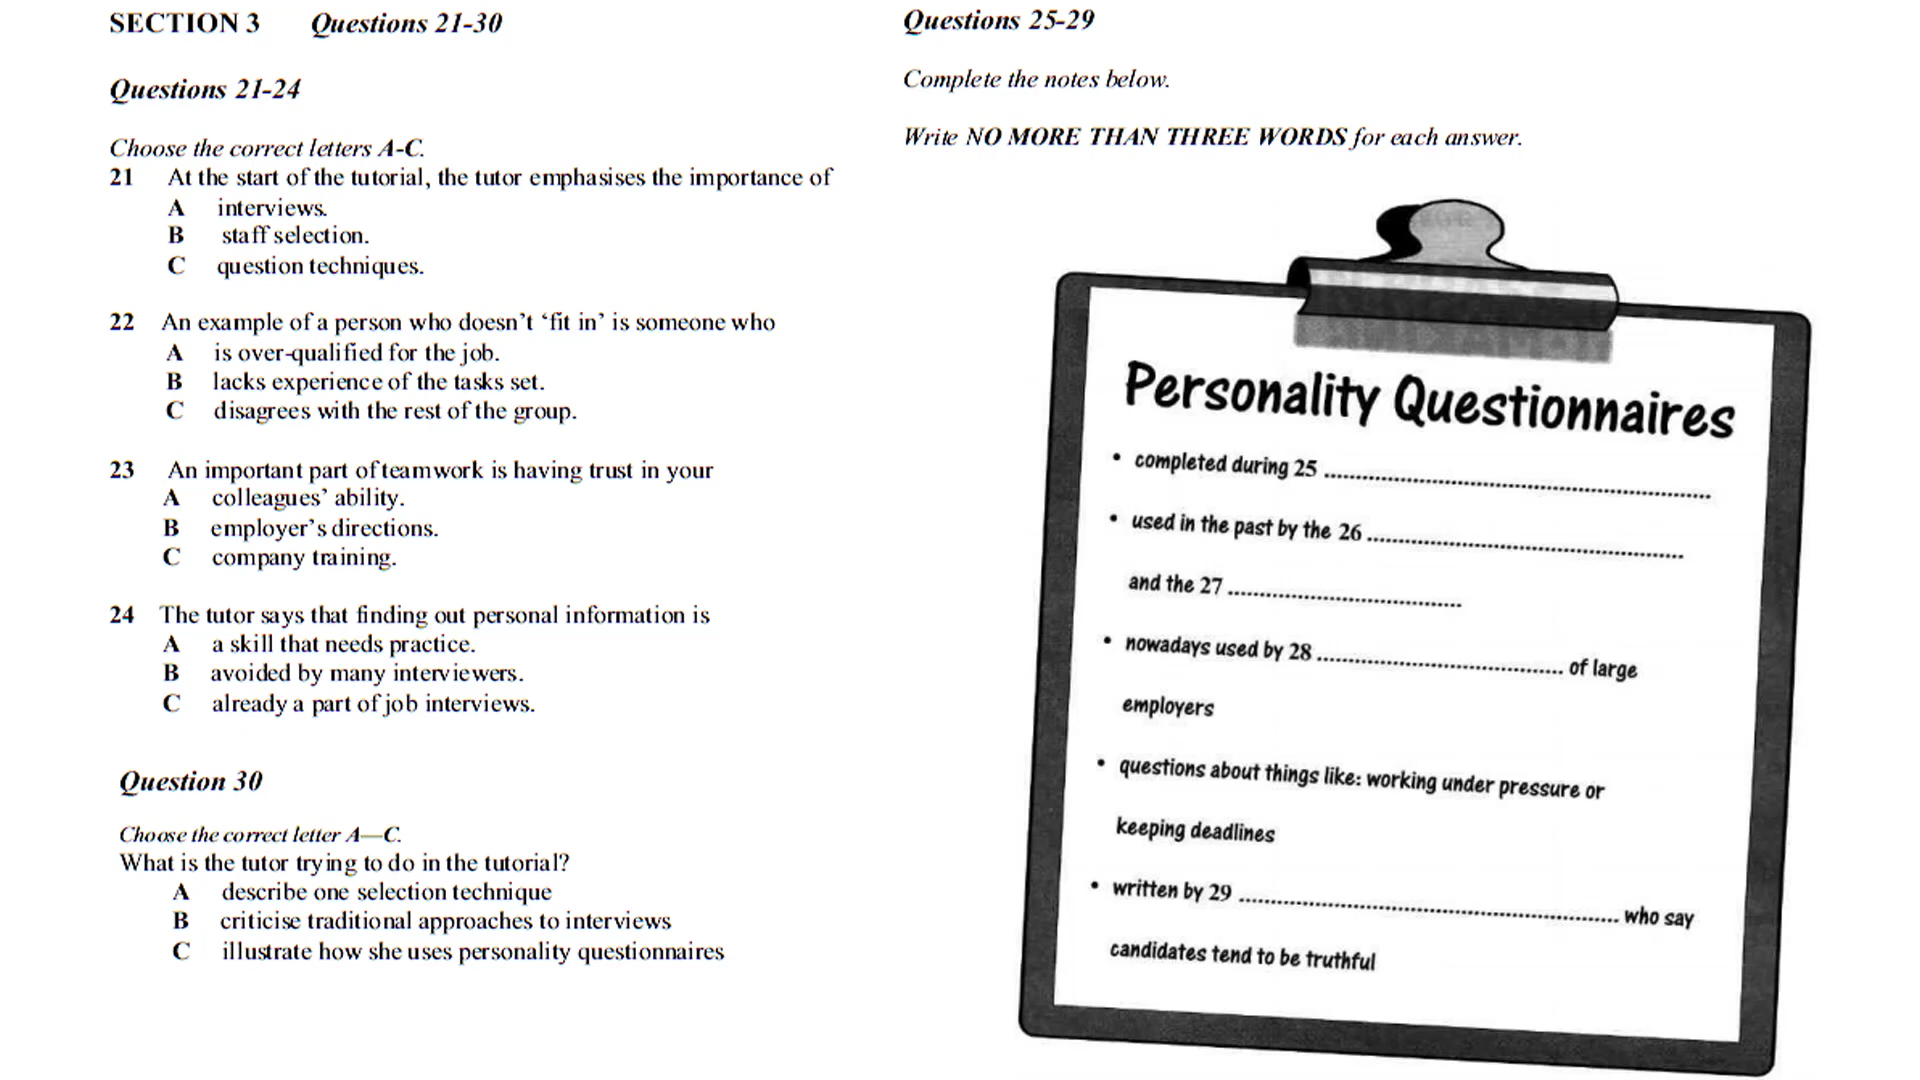 SECTION 3 Questions 21-30
Questions 21-24
Choose the correct letters A-C.
21 At the start of the tutorial, the tutor emphasises the importance of
A interviews.
B staff selection.
C question techniques.
22 An example of a person who doesn't 'fit in' is someone who
A is over-qualified for the job.
B lacks experience of the tasks set.
C disagrees with the rest of the group.
23 An important part of teamwork is having trust in your
A colleagues' ability.
B employer's directions.
C company training.
24 The tutor says that finding out personal information is
A a skill that needs practice.
B avoided by many interviewers.
C already a part of job interviews.
Question 30
Choose the correct letter A—C.
What is the tutor trying to do in the tutorial?
A describe one selection technique
B criticise traditional approaches to interviews
C illustrate how she uses personality questionnaires
Questions 25-29
Complete the notes below.
Write NO MORE THAN THREE WORDS for each answer.
Personality Questionnaires
• completed during 25 ..............................
• used in the past by the 26 ..............................
and the 27 ..............................
• nowadays used by 28 .............................. of large
employers
• questions about things like: working under pressure or
keeping deadlines
• written by 29 .............................. who say
candidates tend to be truthful